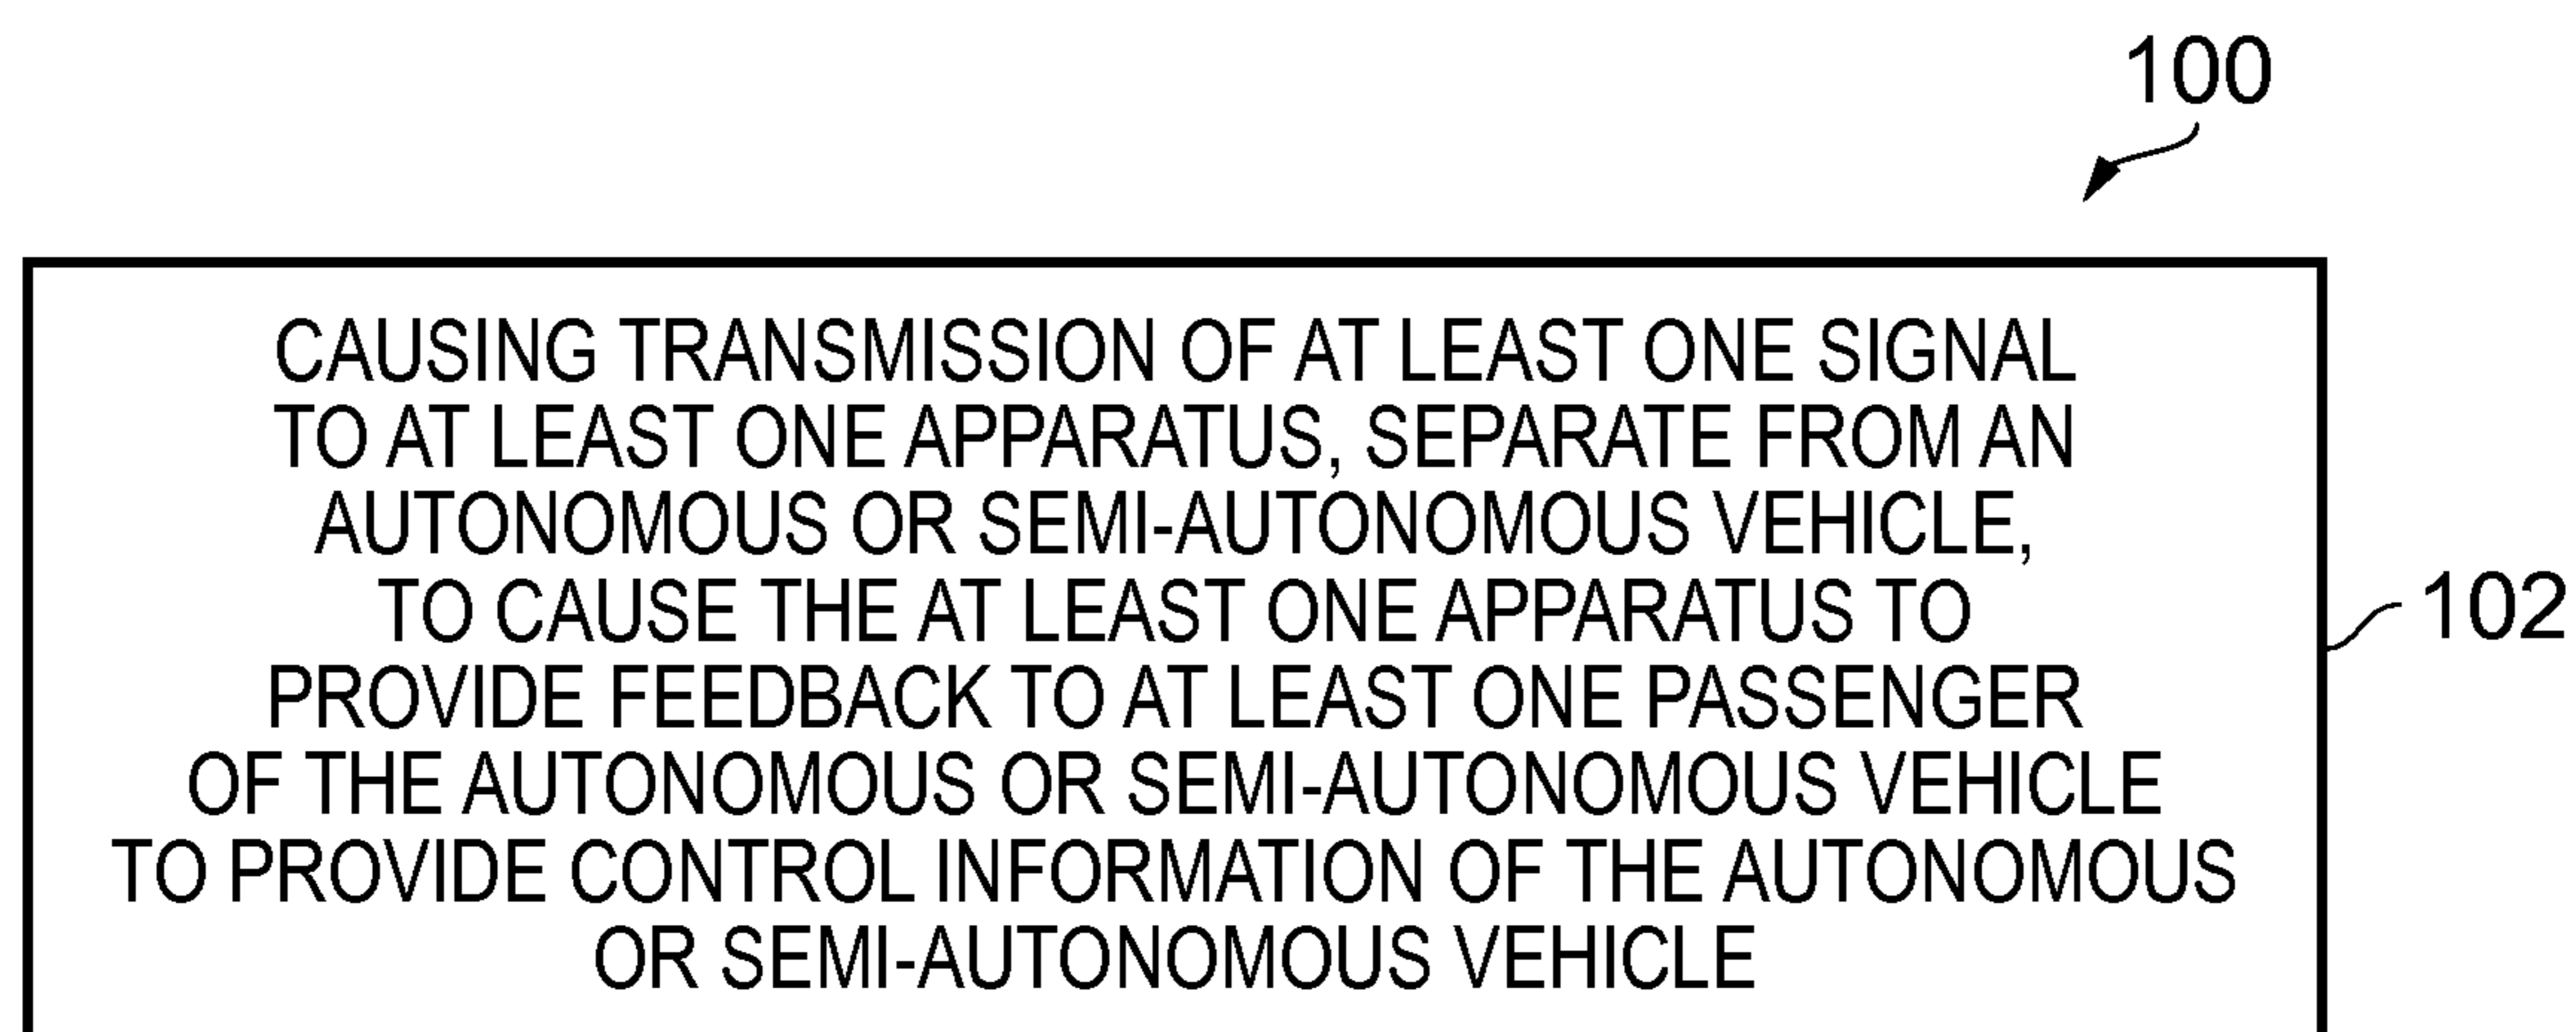 100
CAUSING TRANSMISSION OF AT LEAST ONE SIGNAL
TO AT LEAST ONE APPARATUS, SEPARATE FROM AN
AUTONOMOUS OR SEMI-AUTONOMOUS VEHICLE,
TO CAUSE THE AT LEAST ONE APPARATUS TO
102
PROVIDE FEEDBACK TO AT LEAST ONE PASSENGER
OF THE AUTONOMOUS OR SEMI-AUTONOMOUS VEHICLE
TO PROVIDE CONTROL INFORMATION OF THE AUTONOMOUS
OR SEMI-AUTONOMOUS VEHICLE